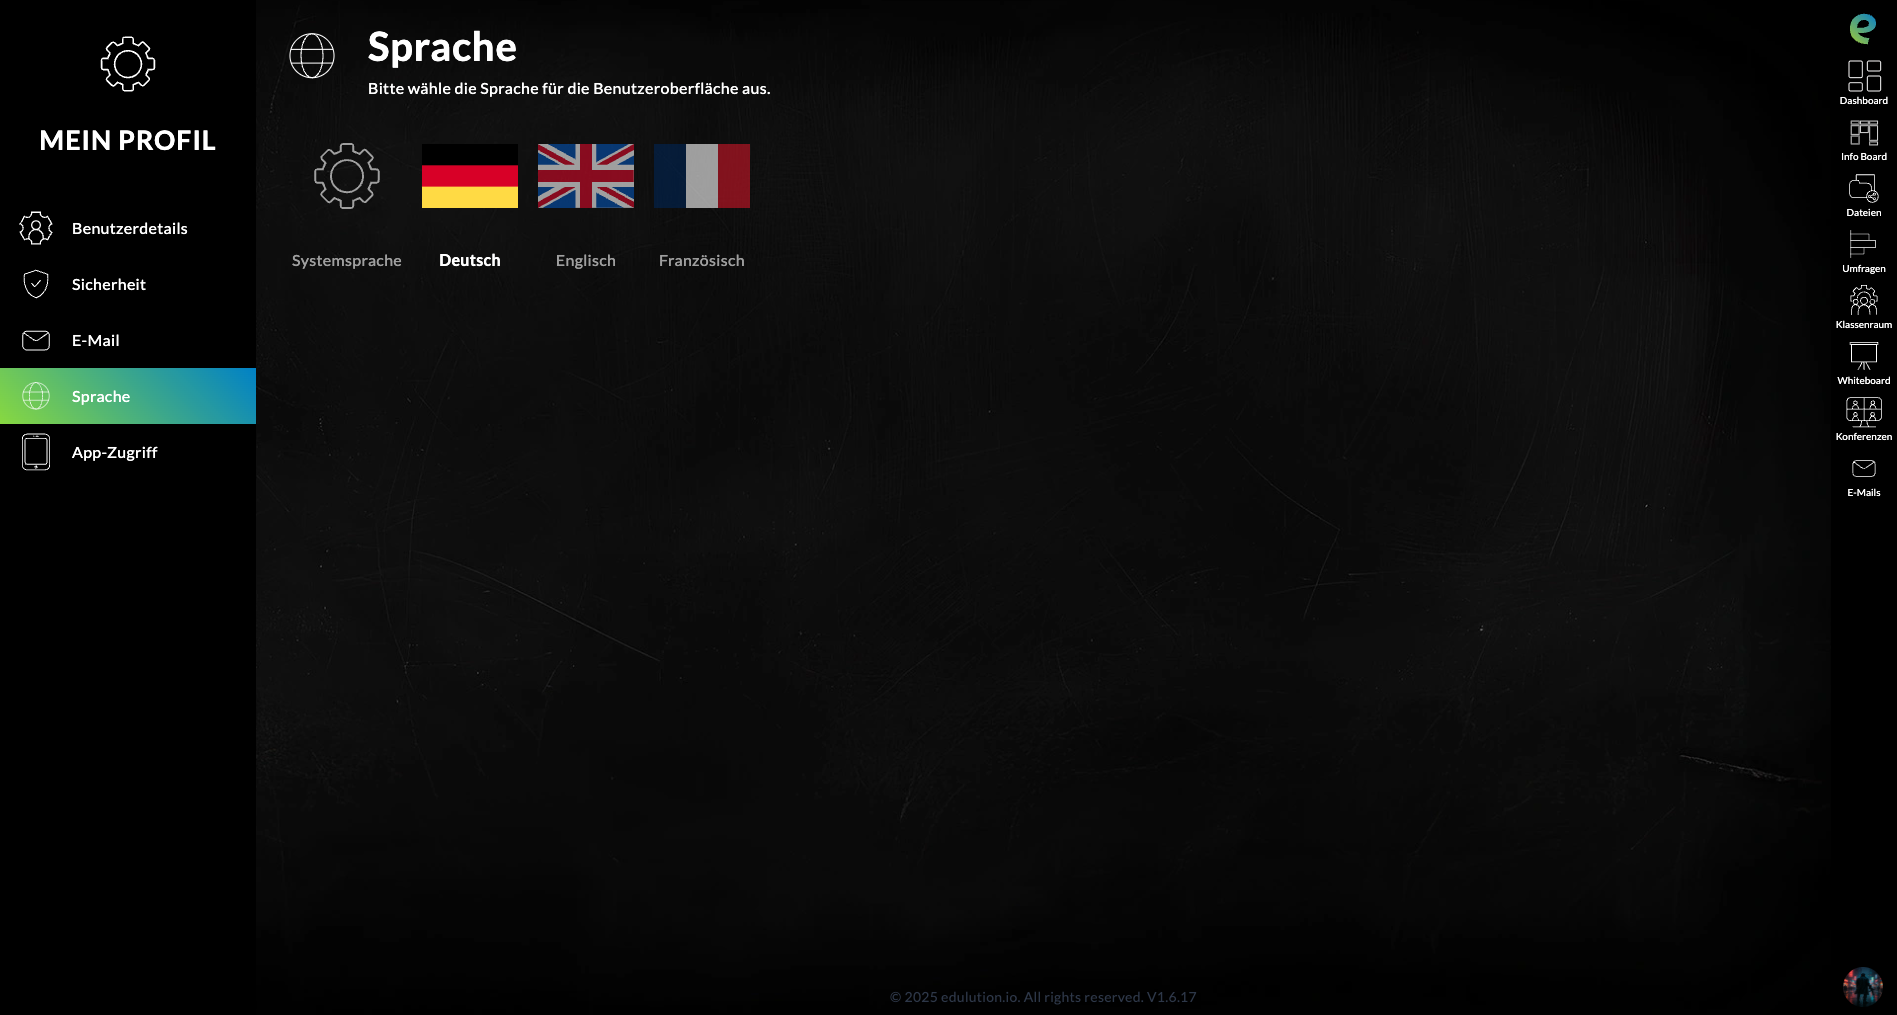 MEIN PROFIL
Benutzerdetails
Sicherheit
E-Mail
Sprache
App-Zugriff
Sprache
Bitte wähle die Sprache für die Benutzeroberfläche aus.
Systemsprache
Deutsch
Englisch
Französisch
Dashboard
Info Board
Dateien
Umfragen
Klassenraum
Whiteboard
Konferenzen
E-Mails
© 2025 edulution.io. All rights reserved. V1.6.17